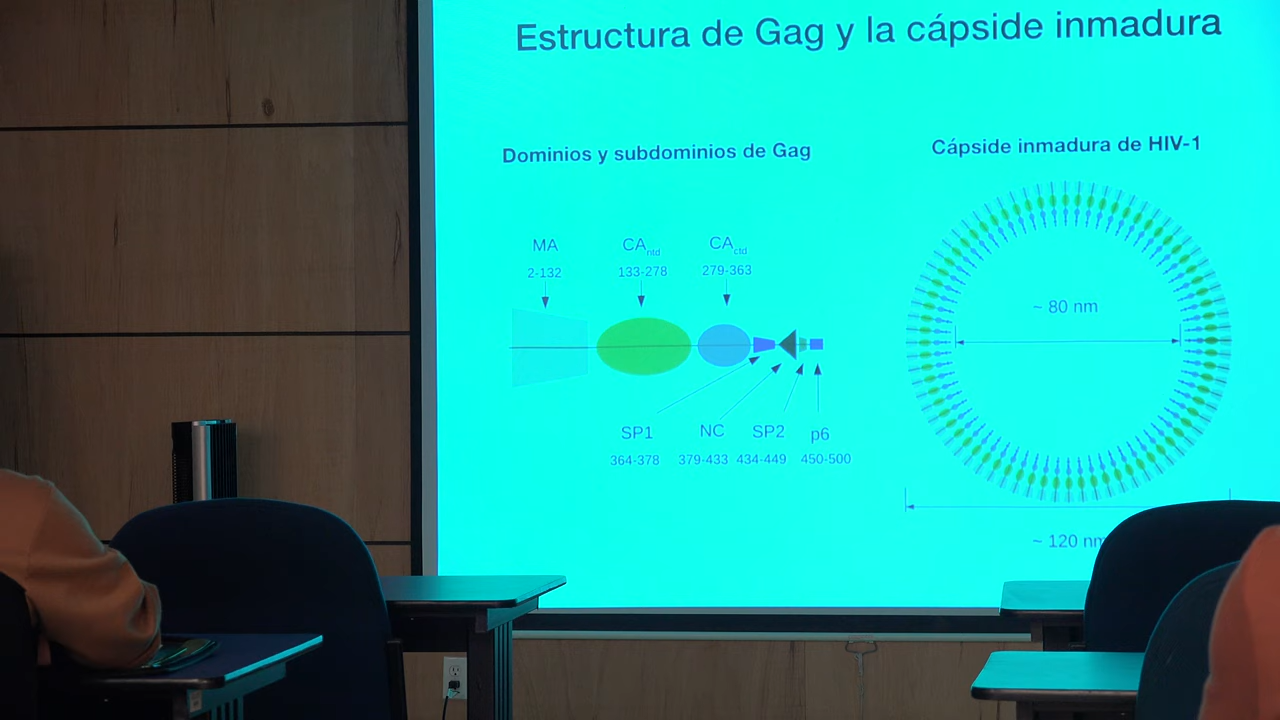 Estructura de Gag y la cápside inmadura
Dominios y subdominios de Gag
MA
CAntd
CActd
2-132
133-278
279-363
SP1
NC
SP2
p6
364-378
379-433
434-449
450-500
Cápside inmadura de HIV-1
~ 80 nm
~ 120 nm